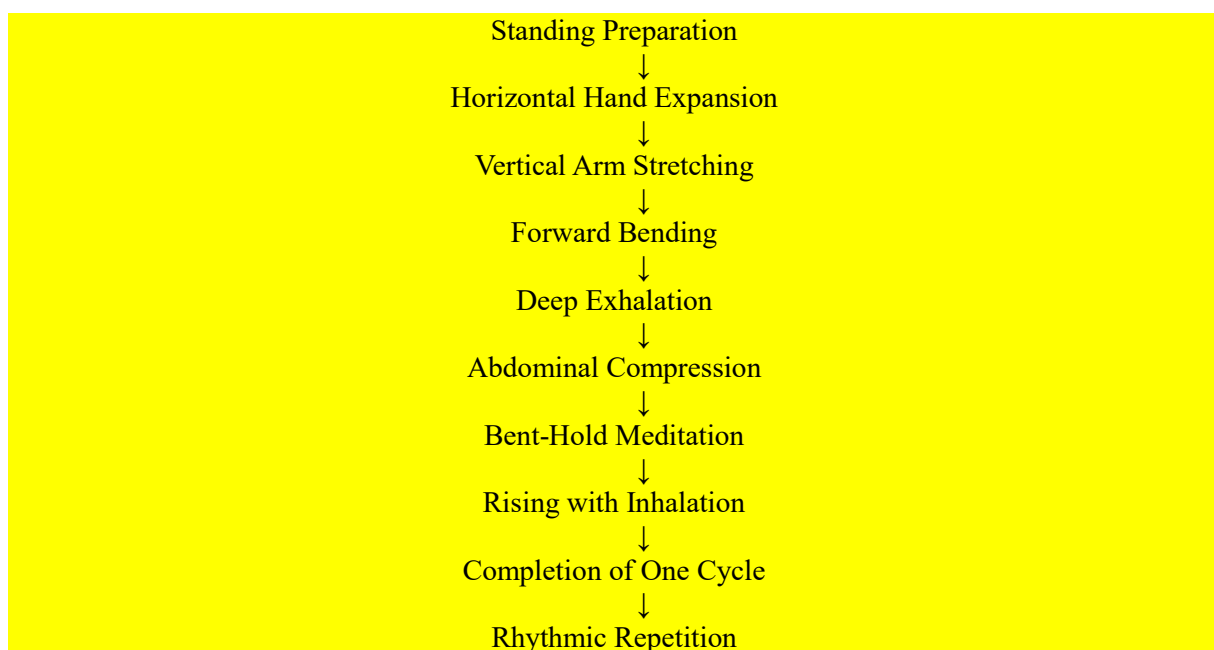 Standing Preparation
↓
Horizontal Hand Expansion
↓
Vertical Arm Stretching
↓
Forward Bending
↓
Deep Exhalation
↓
Abdominal Compression
↓
Bent-Hold Meditation
↓
Rising with Inhalation
↓
Completion of One Cycle
↓
Rhythmic Repetition